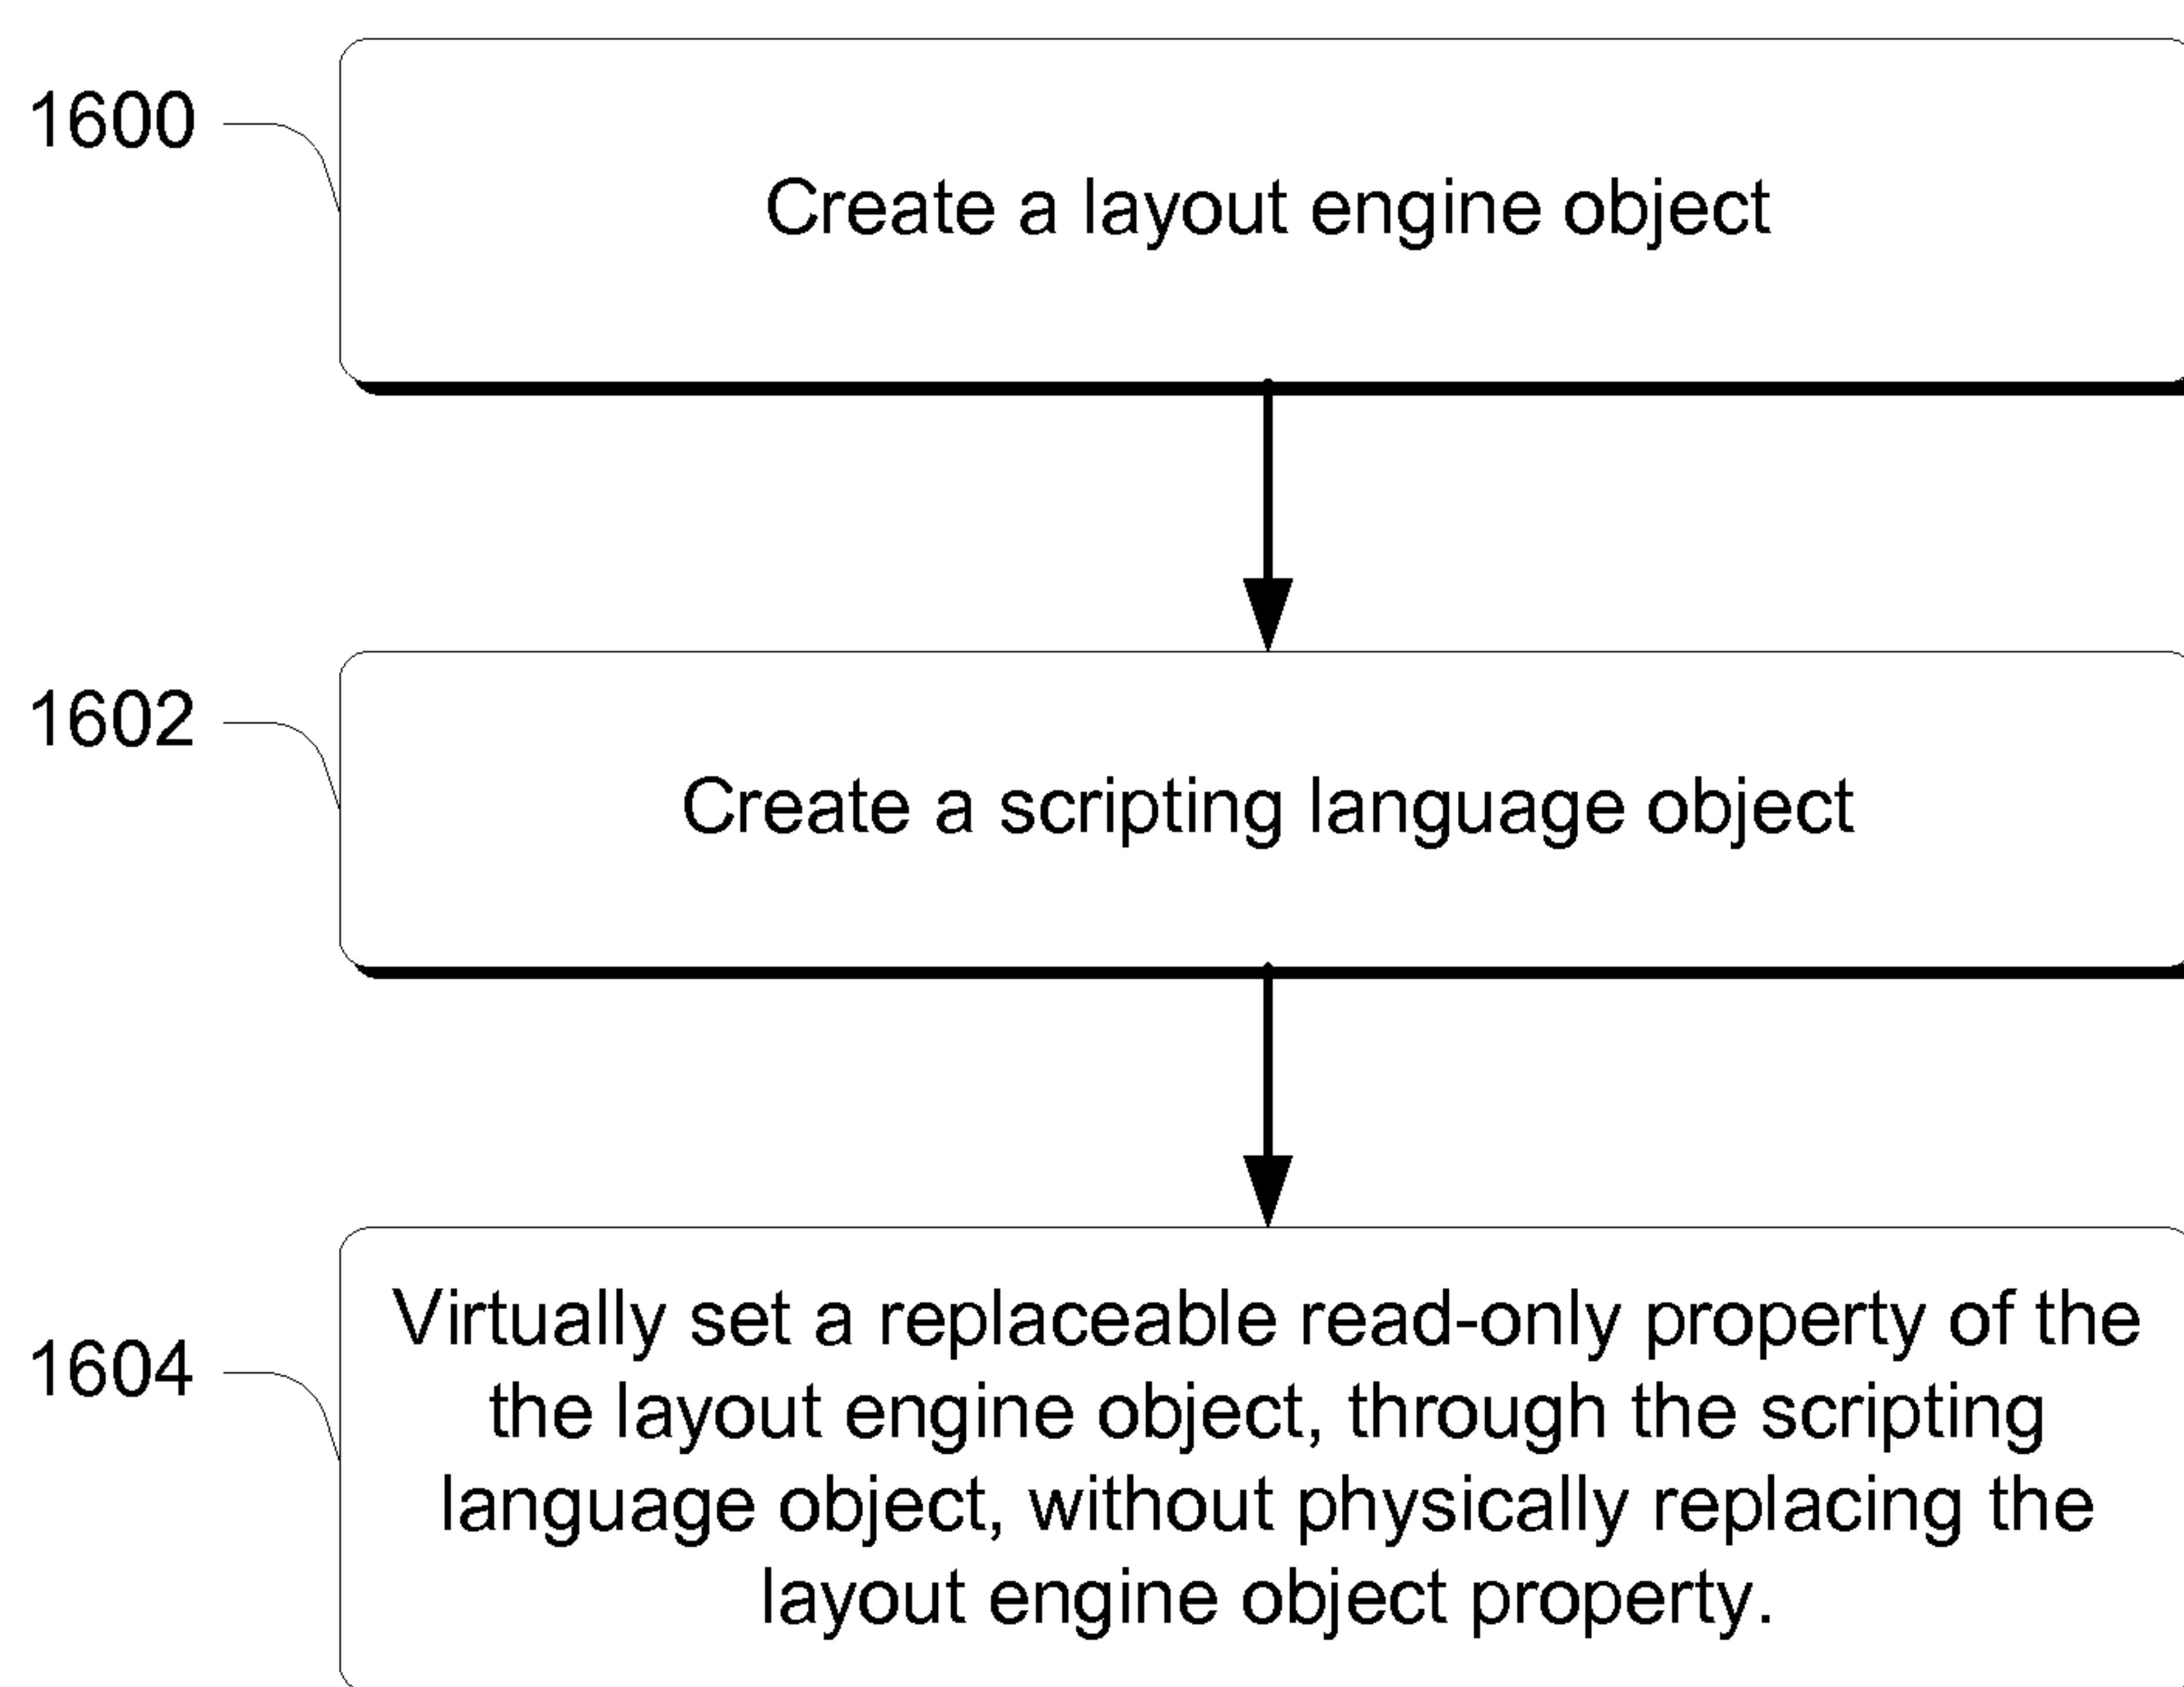 1600
Create a layout engine object
1602
Create a scripting language object
1604
Virtually set a replaceable read-only property of the
the layout engine object, through the scripting
language object, without physically replacing the
layout engine object property.